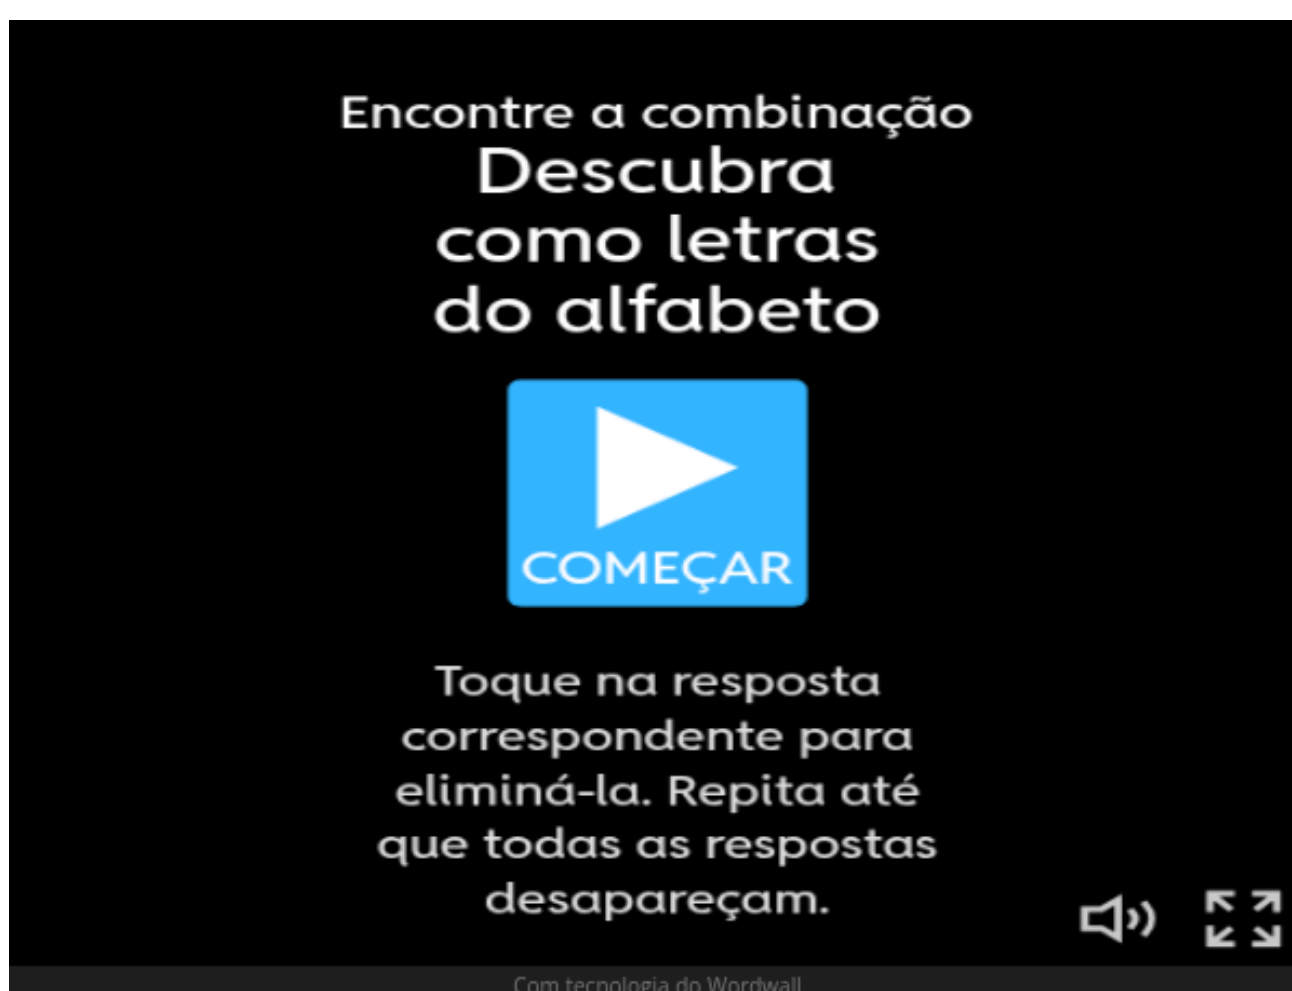 Encontre a combinação
Descubra
como letras
do alfabeto
COMEÇAR
Toque na resposta
correspondente para
eliminá-la. Repita até
que todas as respostas
desapareçam.
Com tecnologia do Wordwall